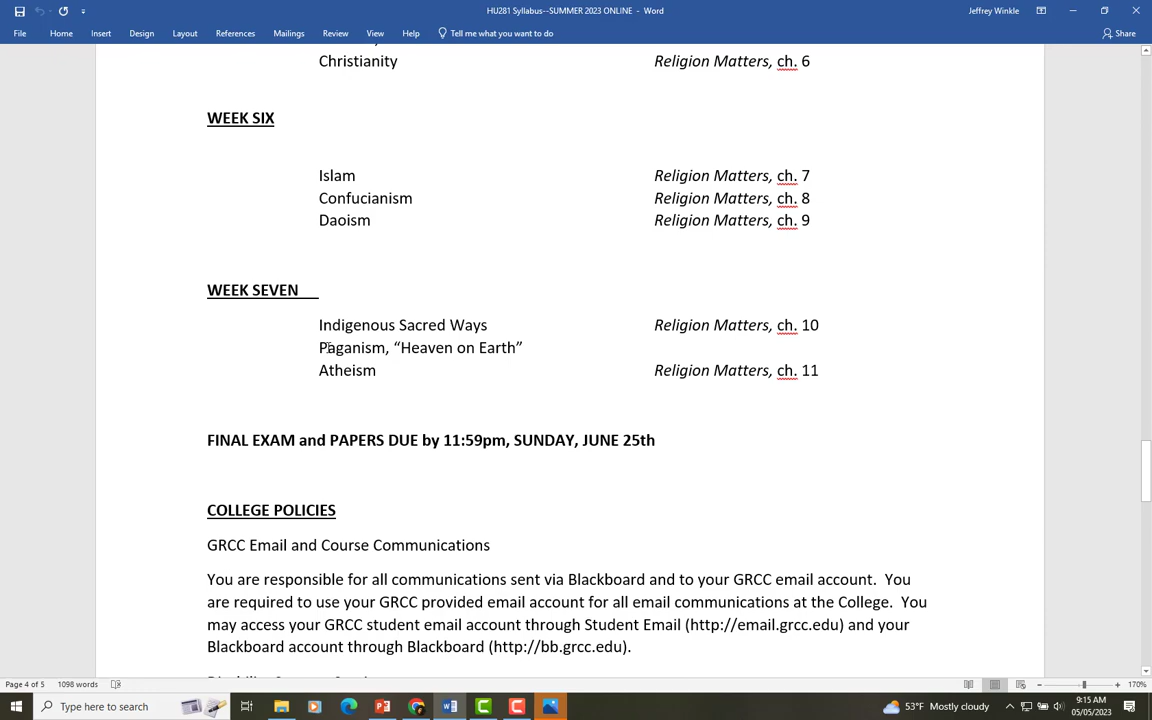 HU281 Syllabus--SUMMER 2023 ONLINE - Word
Jeffrey Winkle
File Home Insert Design Layout References Mailings Review View Help Tell me what you want to do Share
Christianity Religion Matters, ch. 6
WEEK SIX
Islam Religion Matters, ch. 7
Confucianism Religion Matters, ch. 8
Daoism Religion Matters, ch. 9
WEEK SEVEN
Indigenous Sacred Ways Religion Matters, ch. 10
Paganism, “Heaven on Earth”
Atheism Religion Matters, ch. 11
FINAL EXAM and PAPERS DUE by 11:59pm, SUNDAY, JUNE 25th
COLLEGE POLICIES
GRCC Email and Course Communications
You are responsible for all communications sent via Blackboard and to your GRCC email account. You
are required to use your GRCC provided email account for all email communications at the College. You
may access your GRCC student email account through Student Email (http://email.grcc.edu) and your
Blackboard account through Blackboard (http://bb.grcc.edu).
Page 4 of 5 1098 words 170%
Type here to search
53°F Mostly cloudy
9:15 AM
05/05/2023